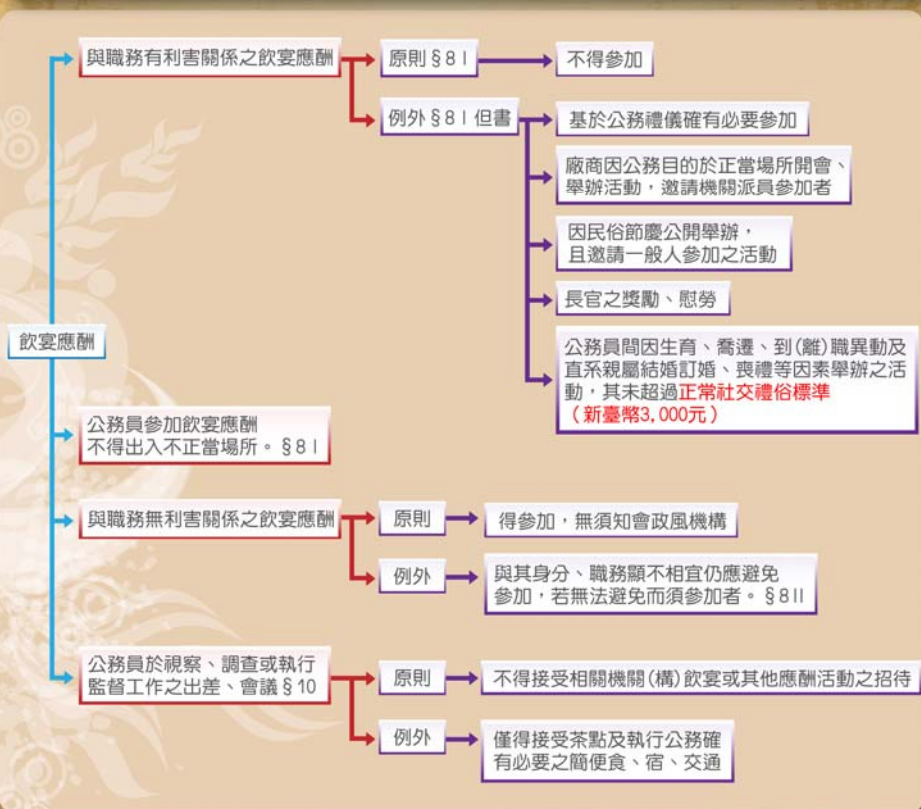 飲宴應酬
與職務有利害關係之飲宴應酬
原則§8I
不得參加
例外§8I但書
基於公務禮儀確有必要參加
廠商因公務目的於正當場所開會、
舉辦活動，邀請機關派員參加者
因民俗節慶公開舉辦，
且邀請一般人參加之活動
長官之獎勵、慰勞
公務員間因生育、喬遷、到(離)職異動及
直系親屬結婚訂婚、喪禮等因素舉辦之活
動，其未超過正常社交禮俗標準
（新臺幣3,000元）
公務員參加飲宴應酬
不得出入不正當場所。§8I
與職務無利害關係之飲宴應酬
原則
得參加，無須知會政風機構
例外
與其身分、職務顯不相宜仍應避免
參加，若無法避免而須參加者。§8II
公務員於視察、調查或執行
監督工作之出差、會議§10
原則
不得接受相關機關(構)飲宴或其他應酬活動之招待
例外
僅得接受茶點及執行公務確
有必要之簡便食、宿、交通